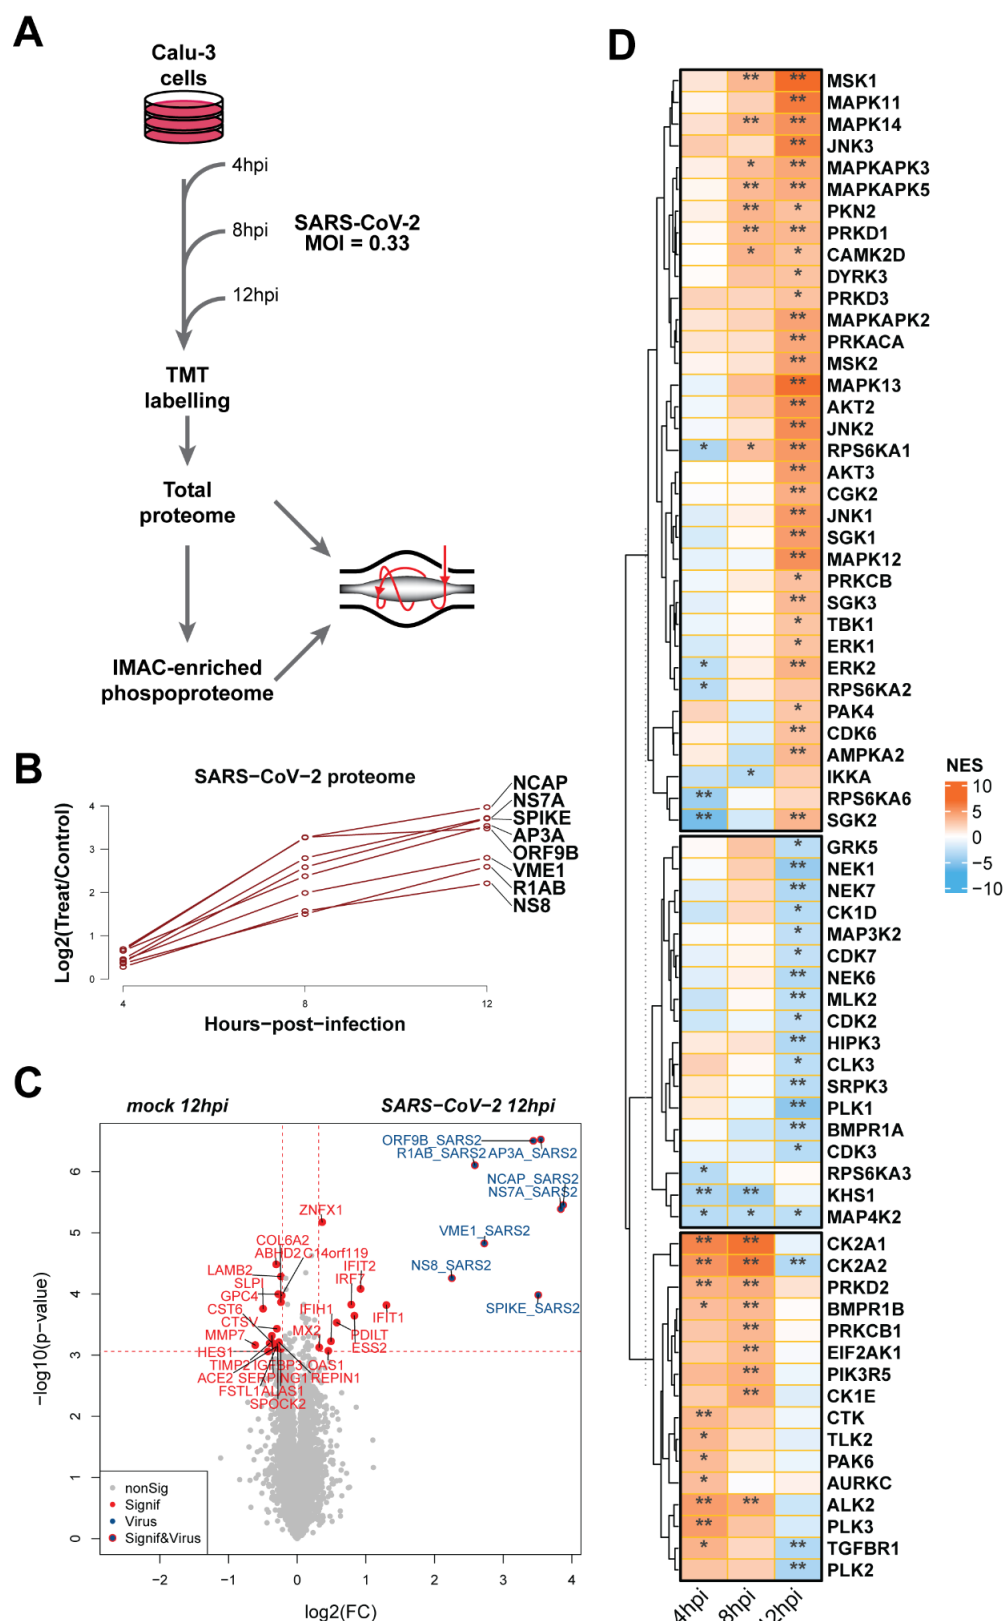 A
Calu-3
cells
4hpi
8hpi
12hpi
SARS-CoV-2
MOI = 0.33
TMT
labelling
Total
proteome
IMAC-enriched
phospoproteome
B
SARS−CoV−2 proteome
Log2(Treat/Control)
4
3
2
1
0
4
8
12
Hours−post−infection
NCAP
NS7A
SPIKE
AP3A
ORF9B
VME1
R1AB
NS8
C
mock 12hpi
SARS−CoV−2 12hpi
−log10(p−value)
6
5
4
3
2
1
0
−2
−1
0
1
2
3
4
log2(FC)
ORF9B_SARS2
R1AB_SARS2
AP3A_SARS2
NCAP_SARS2
NS7A_SARS2
VME1_SARS2
NS8_SARS2
SPIKE_SARS2
ZNFX1
COL6A2
ABHD2
C14orf119
LAMB2
SLPI
GPC4
CST6
CTSV
MMP7
HES1
TIMP2
IGFBP3
OAS1
ACE2
SERPING1
REPIN1
FSTL1
ALAS1
SPOCK2
IFIT2
IRF7
IFIH1
IFIT1
MX2
PDILT
ESS2
nonSig
Signif
Virus
Signif&Virus
D
** ** MSK1
** MAPK11
** ** MAPK14
** JNK3
* ** MAPKAPK3
** ** MAPKAPK5
** * PKN2
** ** PRKD1
* * CAMK2D
* DYRK3
* PRKD3
** MAPKAPK2
** PRKACA
** MSK2
** MAPK13
** AKT2
** JNK2
* * ** RPS6KA1
** AKT3
** CGK2
** JNK1
** SGK1
** MAPK12
* PRKCB
** SGK3
* TBK1
* ERK1
* ** ERK2
* RPS6KA2
* PAK4
** CDK6
** AMPKA2
* IKKA
** RPS6KA6
** ** SGK2
* GRK5
** NEK1
** NEK7
* CK1D
* MAP3K2
* CDK7
** NEK6
** MLK2
* CDK2
** HIPK3
* CLK3
** SRPK3
** PLK1
** BMPR1A
* CDK3
* RPS6KA3
** ** KHS1
* * * MAP4K2
** ** CK2A1
** ** ** CK2A2
** ** PRKD2
* ** BMPR1B
** PRKCB1
** EIF2AK1
** PIK3R5
** CK1E
** CTK
* TLK2
* PAK6
* AURKC
** ** ALK2
** PLK3
* ** TGFBR1
** PLK2
4hpi
8hpi
12hpi
NES
10
5
0
−5
−10